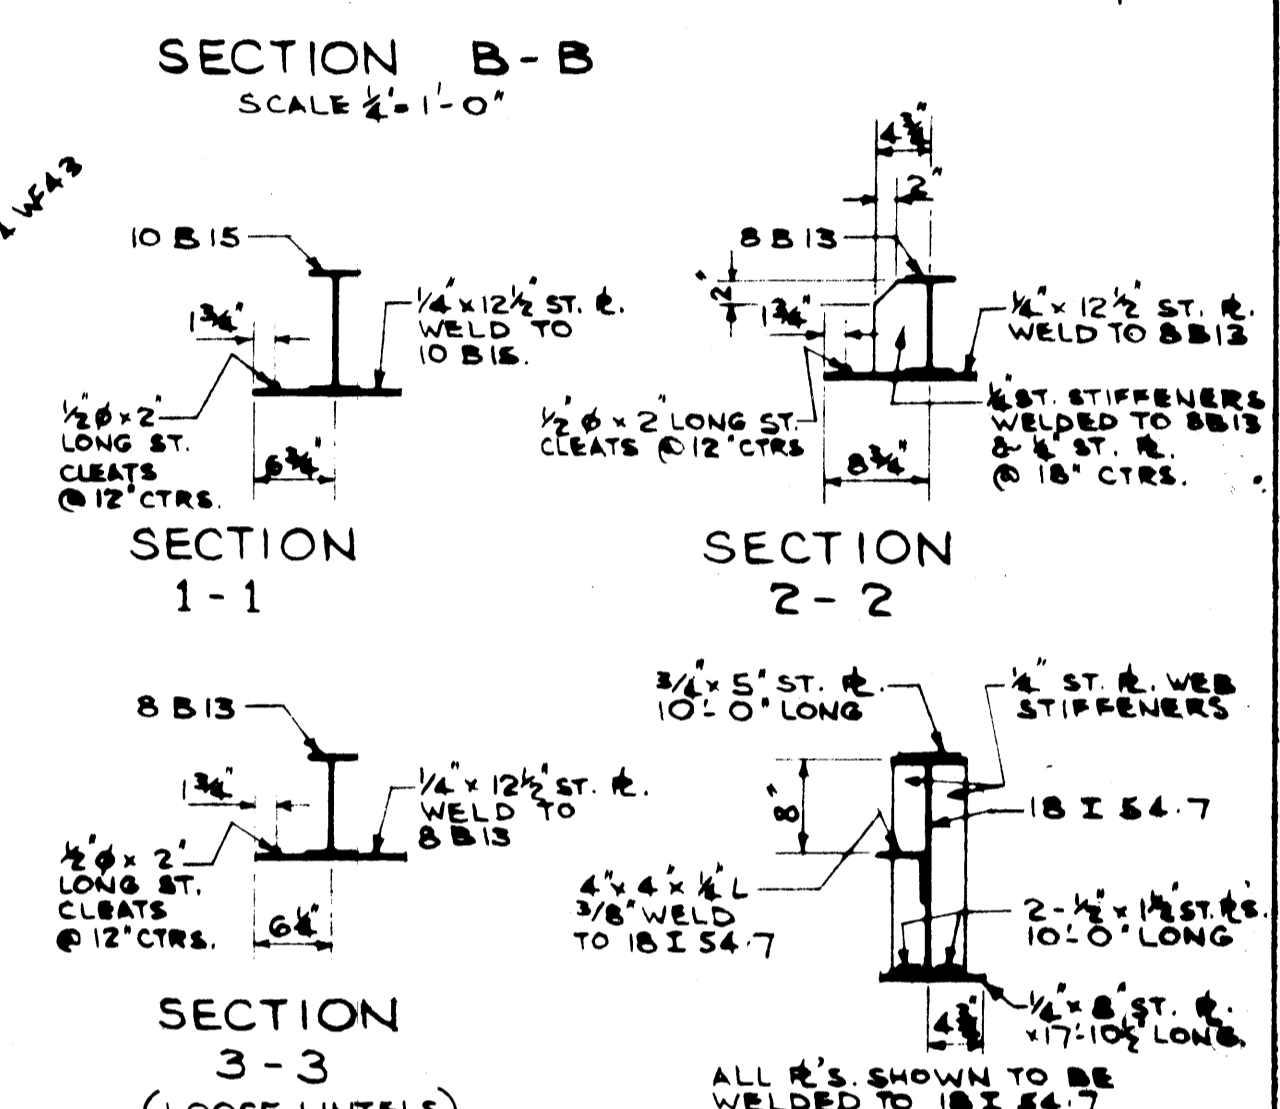 SECTION B-B
SCALE ¼"=1'-0"
WF43
10 B 15
1¾"
¼" x 12½" ST. ℄.
WELD TO
10 B 15.
½"ϕ x 2"
LONG ST.
CLEATS
@ 12" CTRS.
6¾"
SECTION
1-1
4¾"
2"
8 B 13
2"
1¾"
¼" x 12½" ST. ℄.
WELD TO 8 B 13
½"ϕ x 2" LONG ST.
CLEATS @ 12" CTRS
8¾"
¼" ST. STIFFENERS
WELDED TO 8B13
& ¼" ST. ℄.
@ 18" CTRS.
SECTION
2-2
8 B 13
1¾"
¼" x 12½" ST. ℄.
WELD TO
8 B 13
½"ϕ x 2"
LONG ST.
CLEATS
@ 12" CTRS.
6¼"
SECTION
3-3
(LOOSE LINTELS)
3/4" x 5" ST. ℄.
10'-0" LONG
¼" ST. ℄. WEB
STIFFENERS
8"
18 I 54.7
4" x 4" x ¼" L
3/8" WELD
TO 18 I 54.7
2-½" x 1½" ST. ℄'S.
10'-0" LONG
¼" x 8" ST. ℄.
x 17'-10½" LONG.
ALL ℄'S. SHOWN TO BE
WELDED TO 18 I 54.7